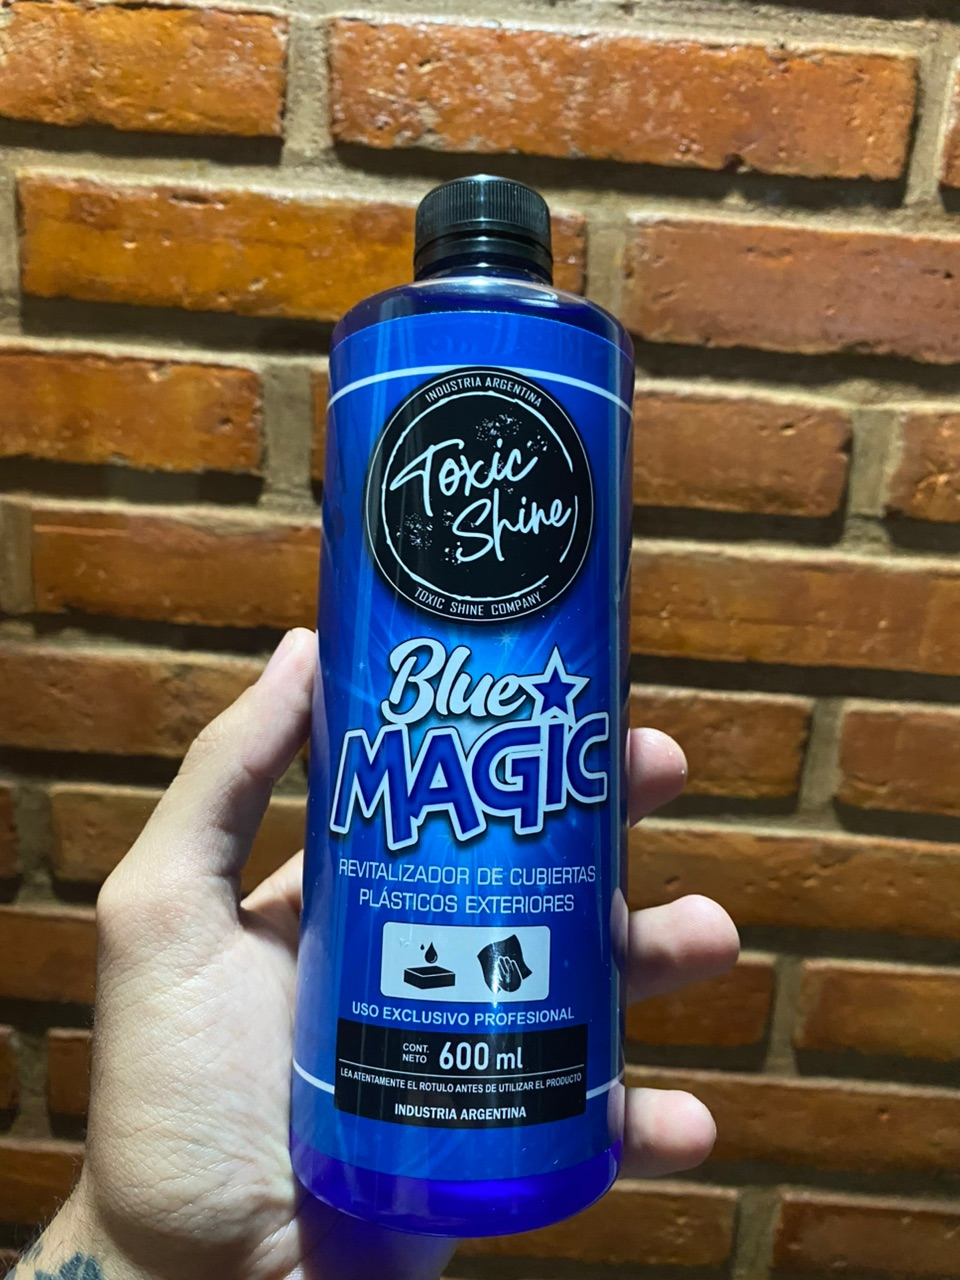 INDUSTRIA ARGENTINA
Toxic
Shine
TOXIC SHINE COMPANY
Blue
MAGIC
REVITALIZADOR DE CUBIERTAS
PLÁSTICOS EXTERIORES
USO EXCLUSIVO PROFESIONAL
CONT.
NETO 600 ml
LEA ATENTAMENTE EL ROTULO ANTES DE UTILIZAR EL PRODUCTO
INDUSTRIA ARGENTINA